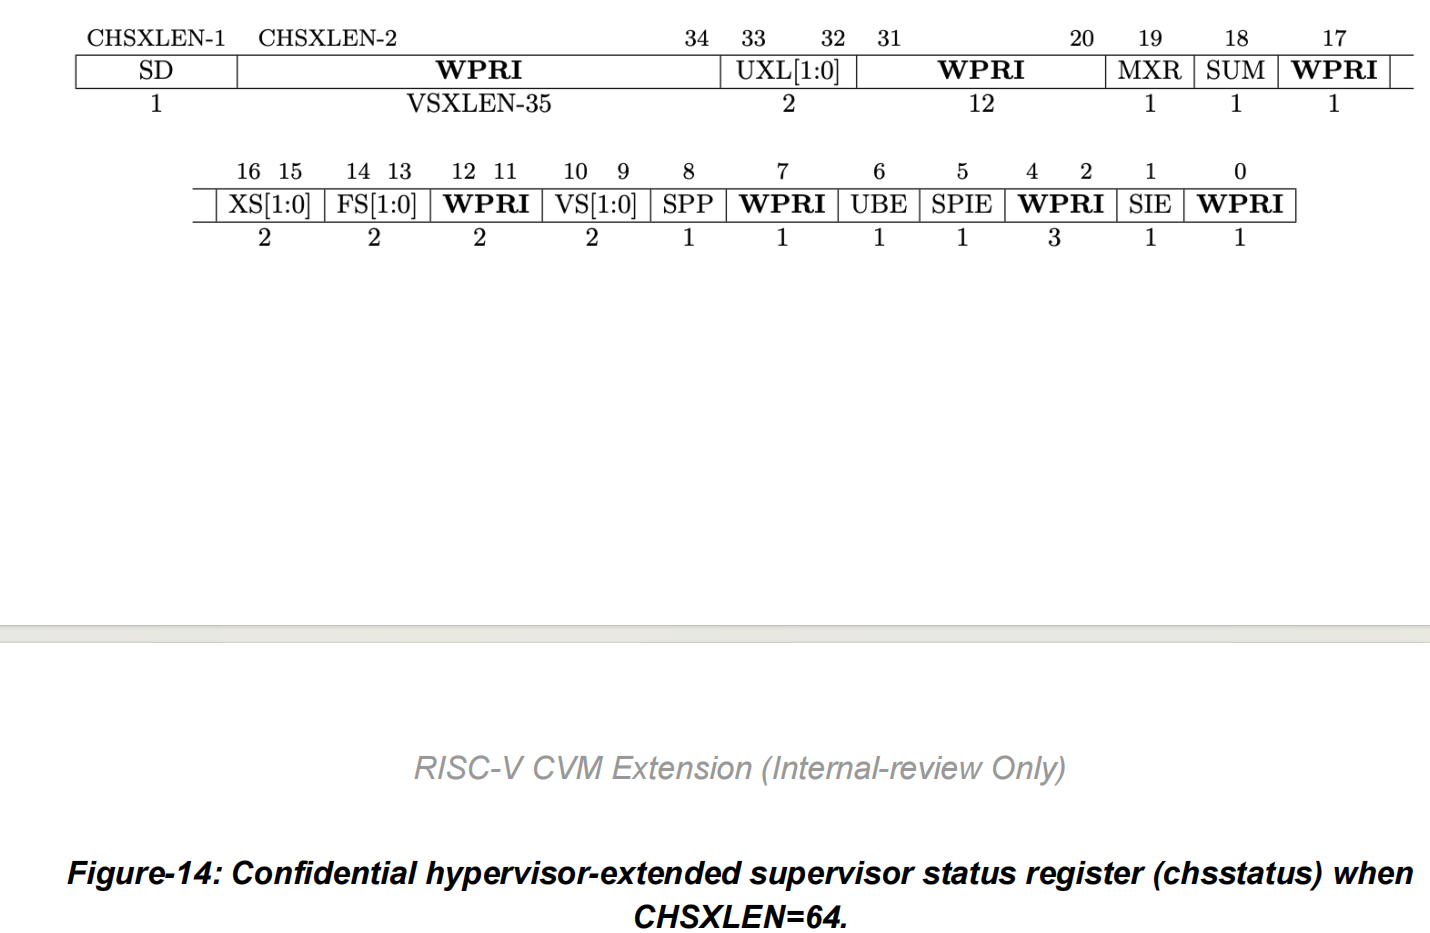 CHSXLEN-1 CHSXLEN-2 34 33 32 31 20 19 18 17
SD WPRI UXL[1:0] WPRI MXR SUM WPRI
1 VSXLEN-35 2 12 1 1 1
16 15 14 13 12 11 10 9 8 7 6 5 4 2 1 0
XS[1:0] FS[1:0] WPRI VS[1:0] SPP WPRI UBE SPIE WPRI SIE WPRI
2 2 2 2 1 1 1 1 3 1 1
RISC-V CVM Extension (Internal-review Only)
Figure-14: Confidential hypervisor-extended supervisor status register (chsstatus) when
CHSXLEN=64.